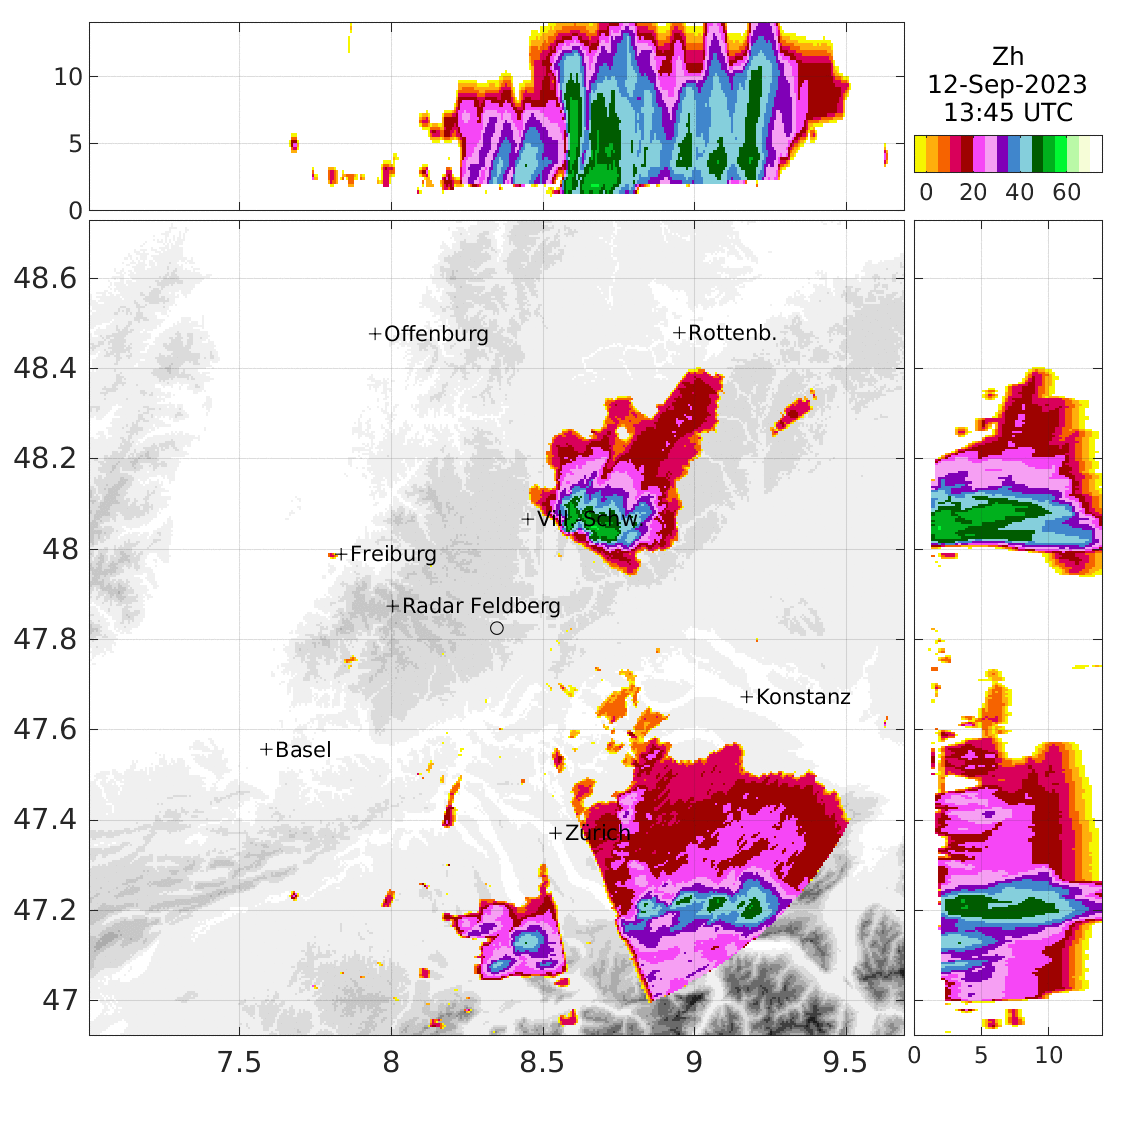 10
5
0
Zh
12-Sep-2023
13:45 UTC
0 20 40 60
48.6
48.4
48.2
48
47.8
47.6
47.4
47.2
47
Offenburg
Rottenb.
Vill.-Schw.
Freiburg
Radar Feldberg
Konstanz
Basel
Zürich
7.5 8 8.5 9 9.5
0 5 10